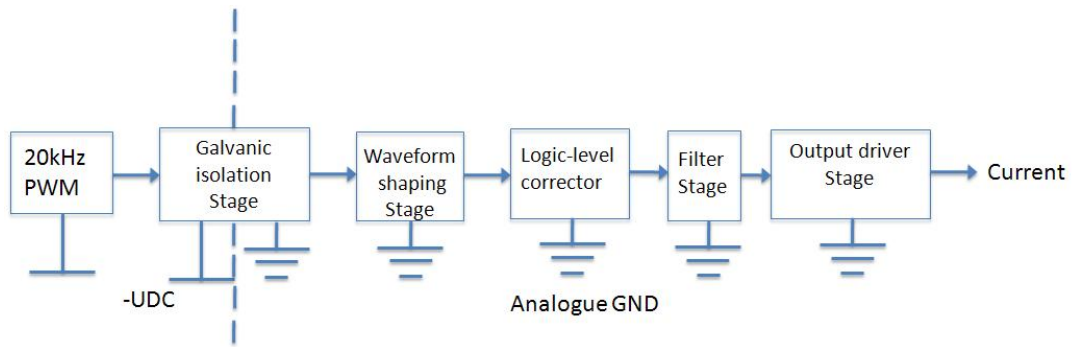 20kHz
PWM
Galvanic
isolation
Stage
Waveform
shaping
Stage
Logic-level
corrector
Filter
Stage
Output driver
Stage
Current
-UDC
Analogue GND